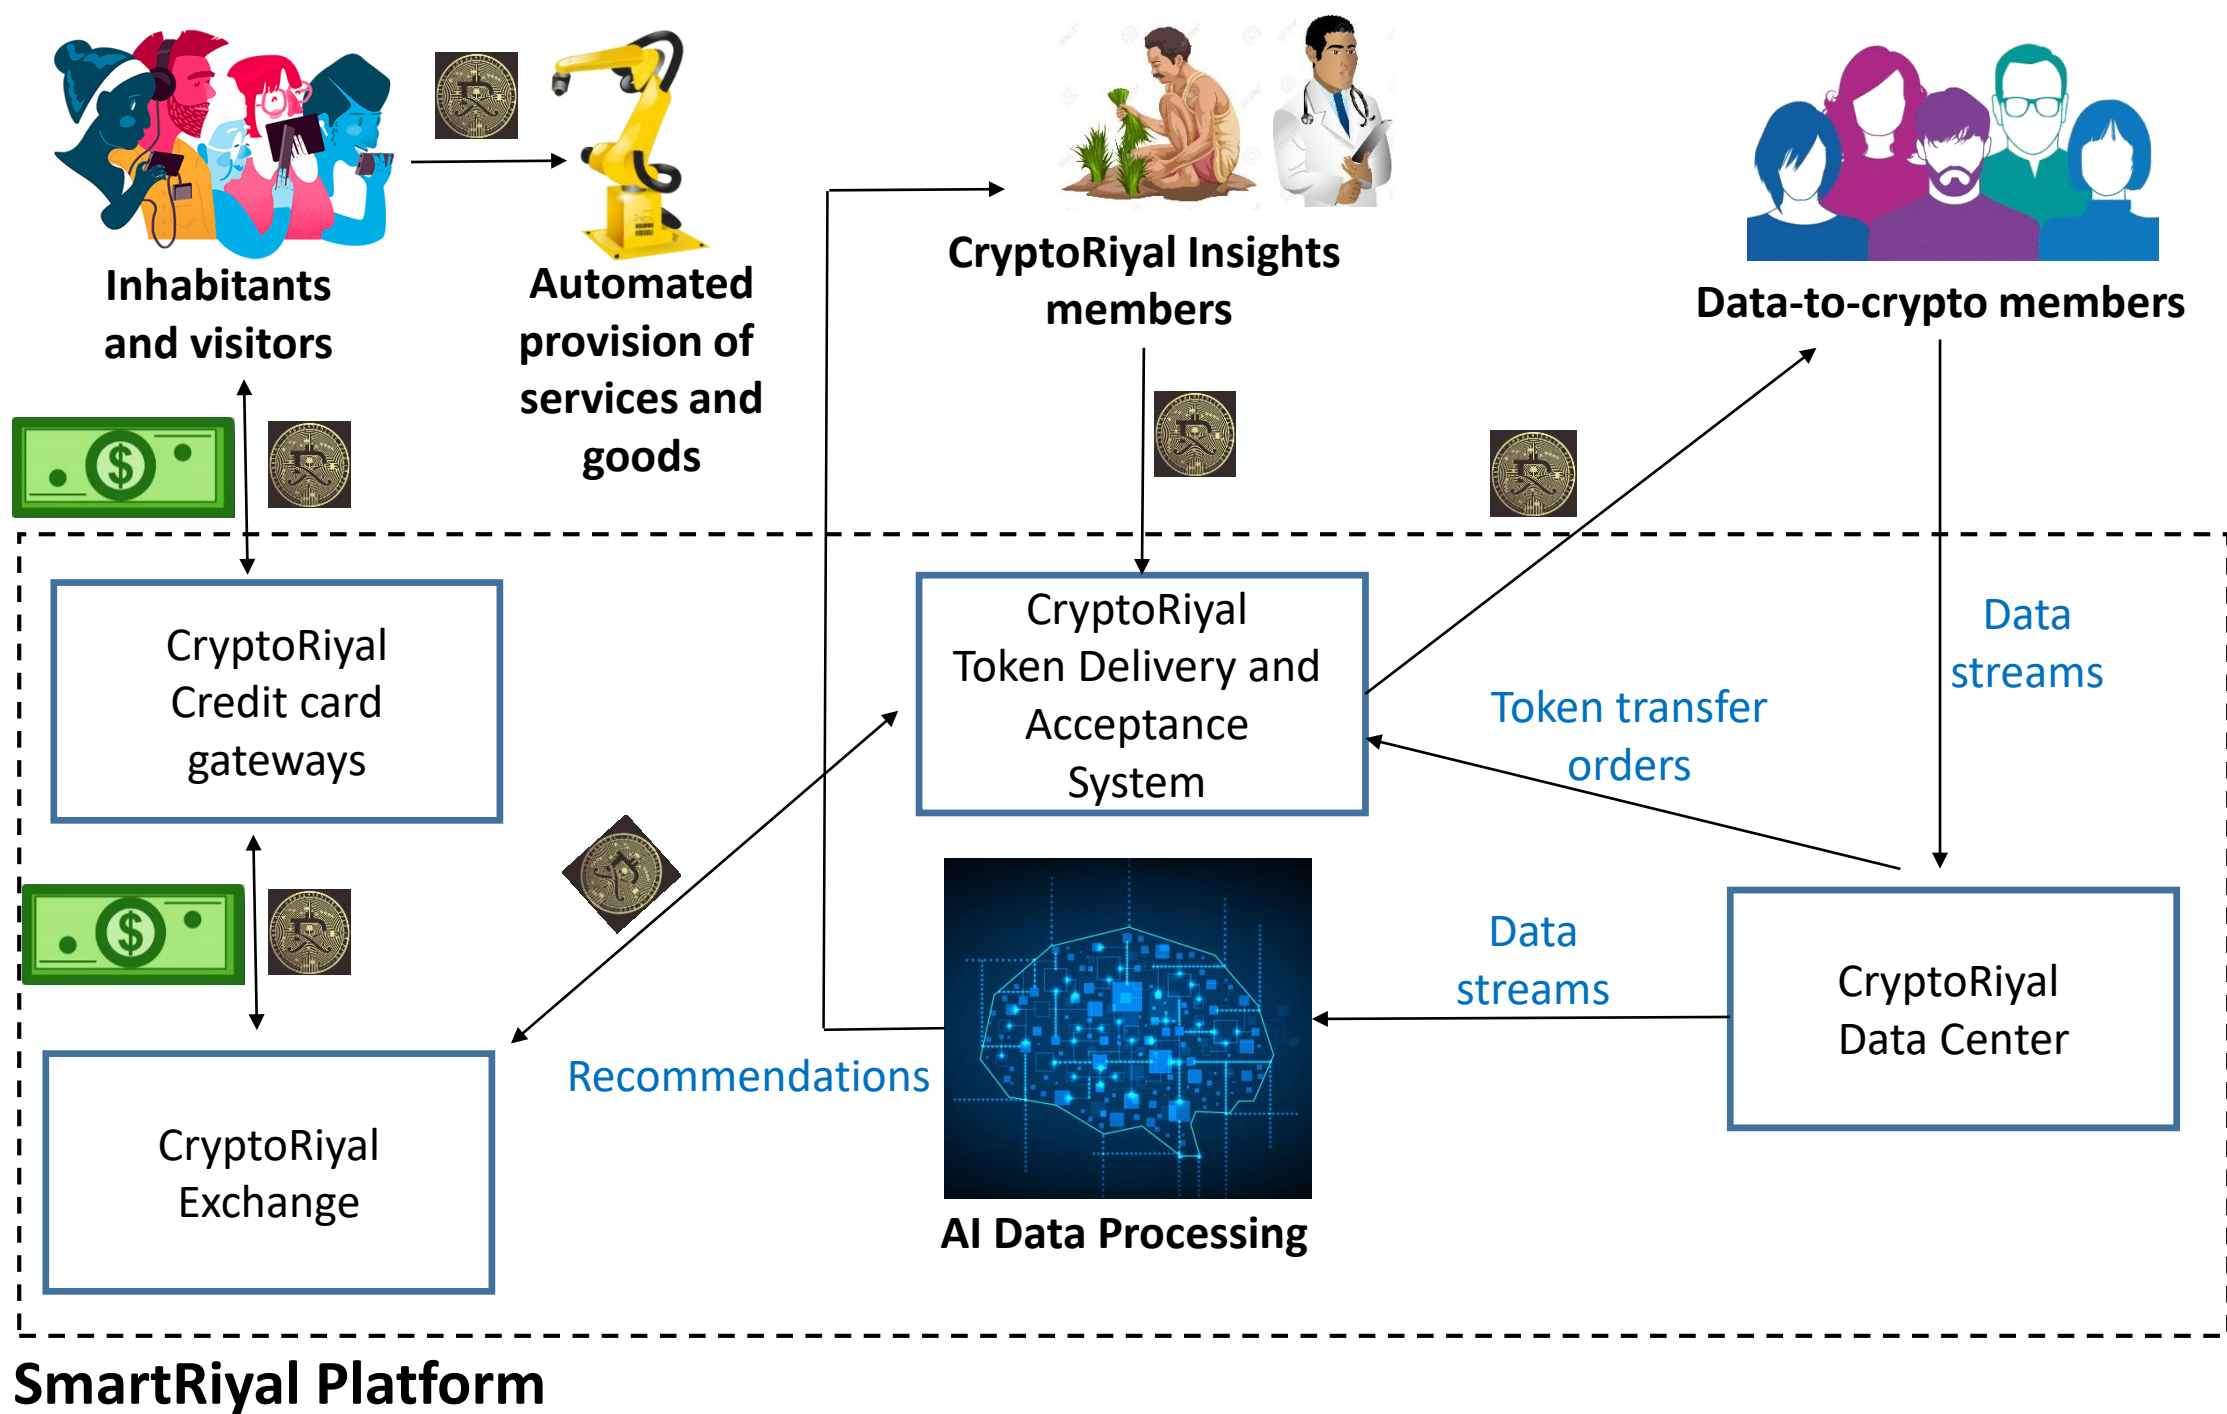 Inhabitants
and visitors
Automated
provision of
services and
goods
CryptoRiyal Insights
members
Data-to-crypto members
$
CryptoRiyal
Credit card
gateways
CryptoRiyal
Token Delivery and
Acceptance
System
Data
streams
Token transfer
orders
$
Data
streams
CryptoRiyal
Data Center
Recommendations
CryptoRiyal
Exchange
AI Data Processing
SmartRiyal Platform